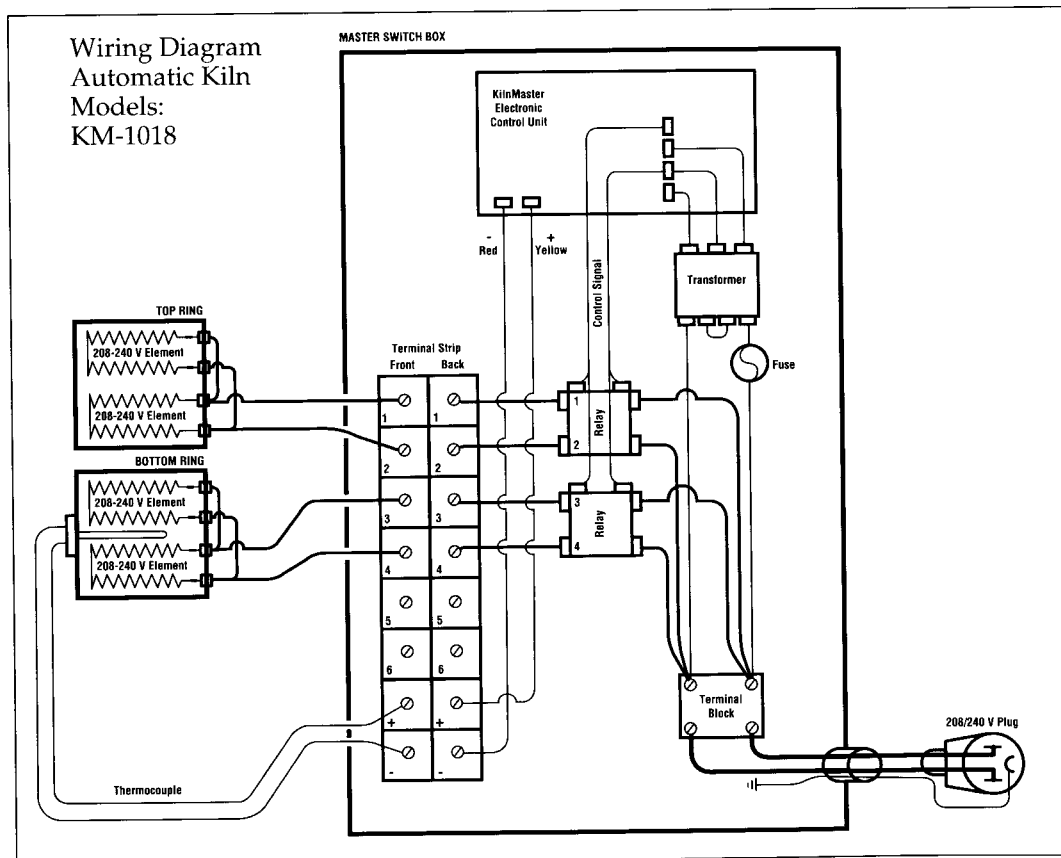 Wiring Diagram
Automatic Kiln
Models:
KM-1018
MASTER SWITCH BOX
KilnMaster
Electronic
Control Unit
-
Red
+
Yellow
Control Signal
Transformer
Fuse
TOP RING
208-240 V Element
208-240 V Element
BOTTOM RING
208-240 V Element
208-240 V Element
Terminal Strip
Front
Back
1
1
2
2
3
3
4
4
5
5
6
6
+
+
-
-
1
Relay
2
3
Relay
4
Terminal
Block
208/240 V Plug
Thermocouple